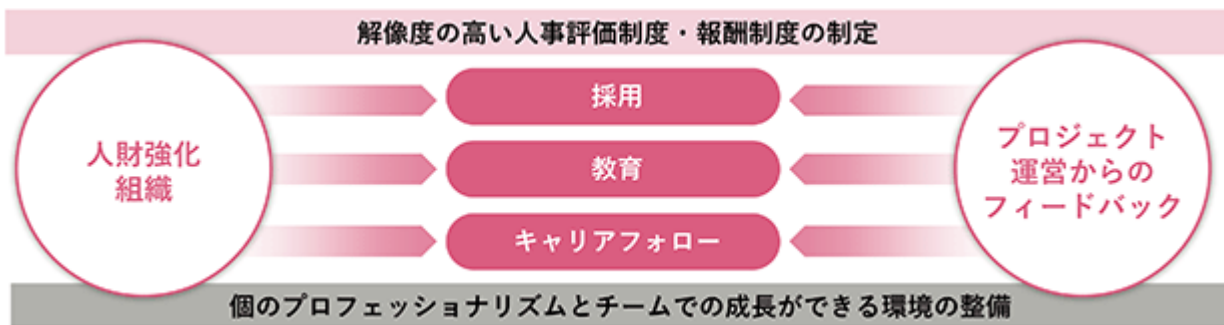 解像度の高い人事評価制度・報酬制度の制定
人財強化
組織
採用
教育
キャリアフォロー
プロジェクト
運営からの
フィードバック
個のプロフェッショナリズムとチームでの成長ができる環境の整備